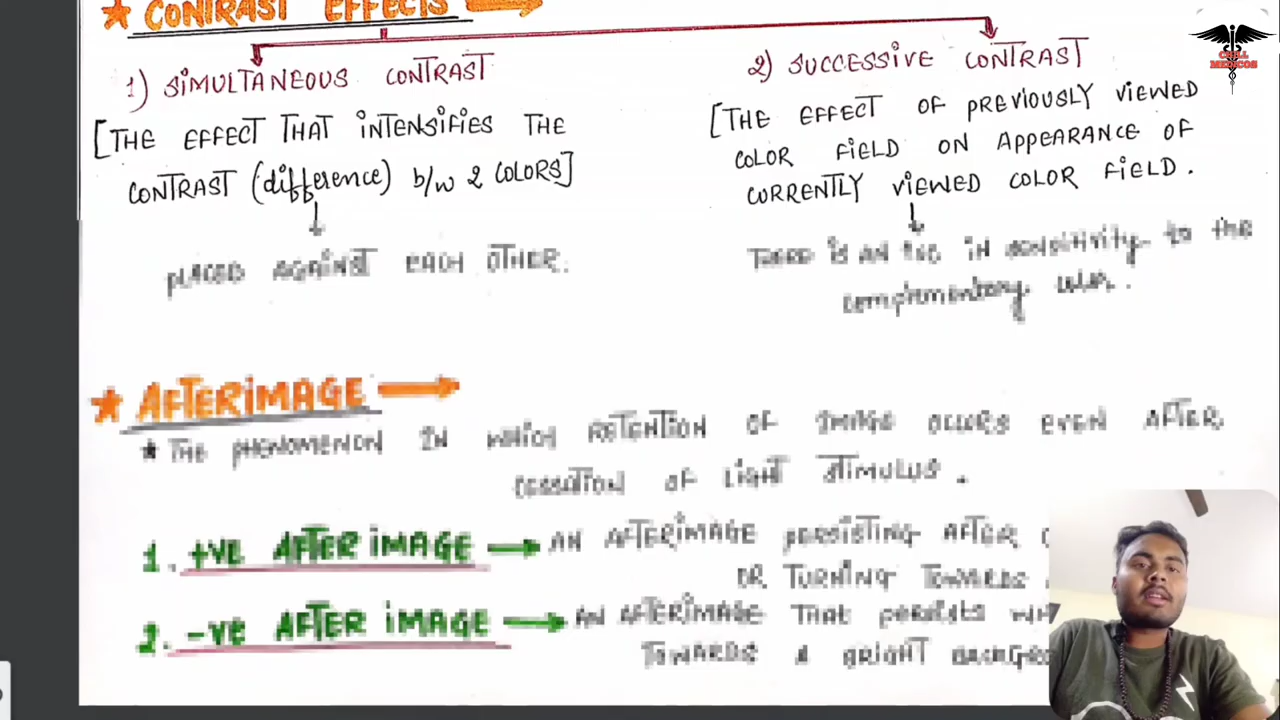 ★ CONTRAST EFFECTS
1) SIMULTANEOUS CONTRAST
[THE EFFECT THAT INTENSIFIES THE
CONTRAST (difference) b/w 2 COLORS]
PLACED AGAINST EACH OTHER.
2) SUCCESSIVE CONTRAST
[THE EFFECT OF PREVIOUSLY VIEWED
COLOR FIELD ON APPEARANCE OF
CURRENTLY VIEWED COLOR FIELD.
THERE IS AN in sensitivity to the
complementary color.
★ AFTERIMAGE
★ THE PHENOMENON IN WHICH RETENTION OF IMAGE OCCURS EVEN AFTER
CESSATION OF LIGHT STIMULUS.
1. +VE AFTER IMAGE → AN AFTERIMAGE PERSISTING AFTER
OR TURNING TOWARDS
2. -VE AFTER IMAGE → AN AFTERIMAGE THAT PERSISTS
TOWARDS A BRIGHT
CHILL
MEDICOS